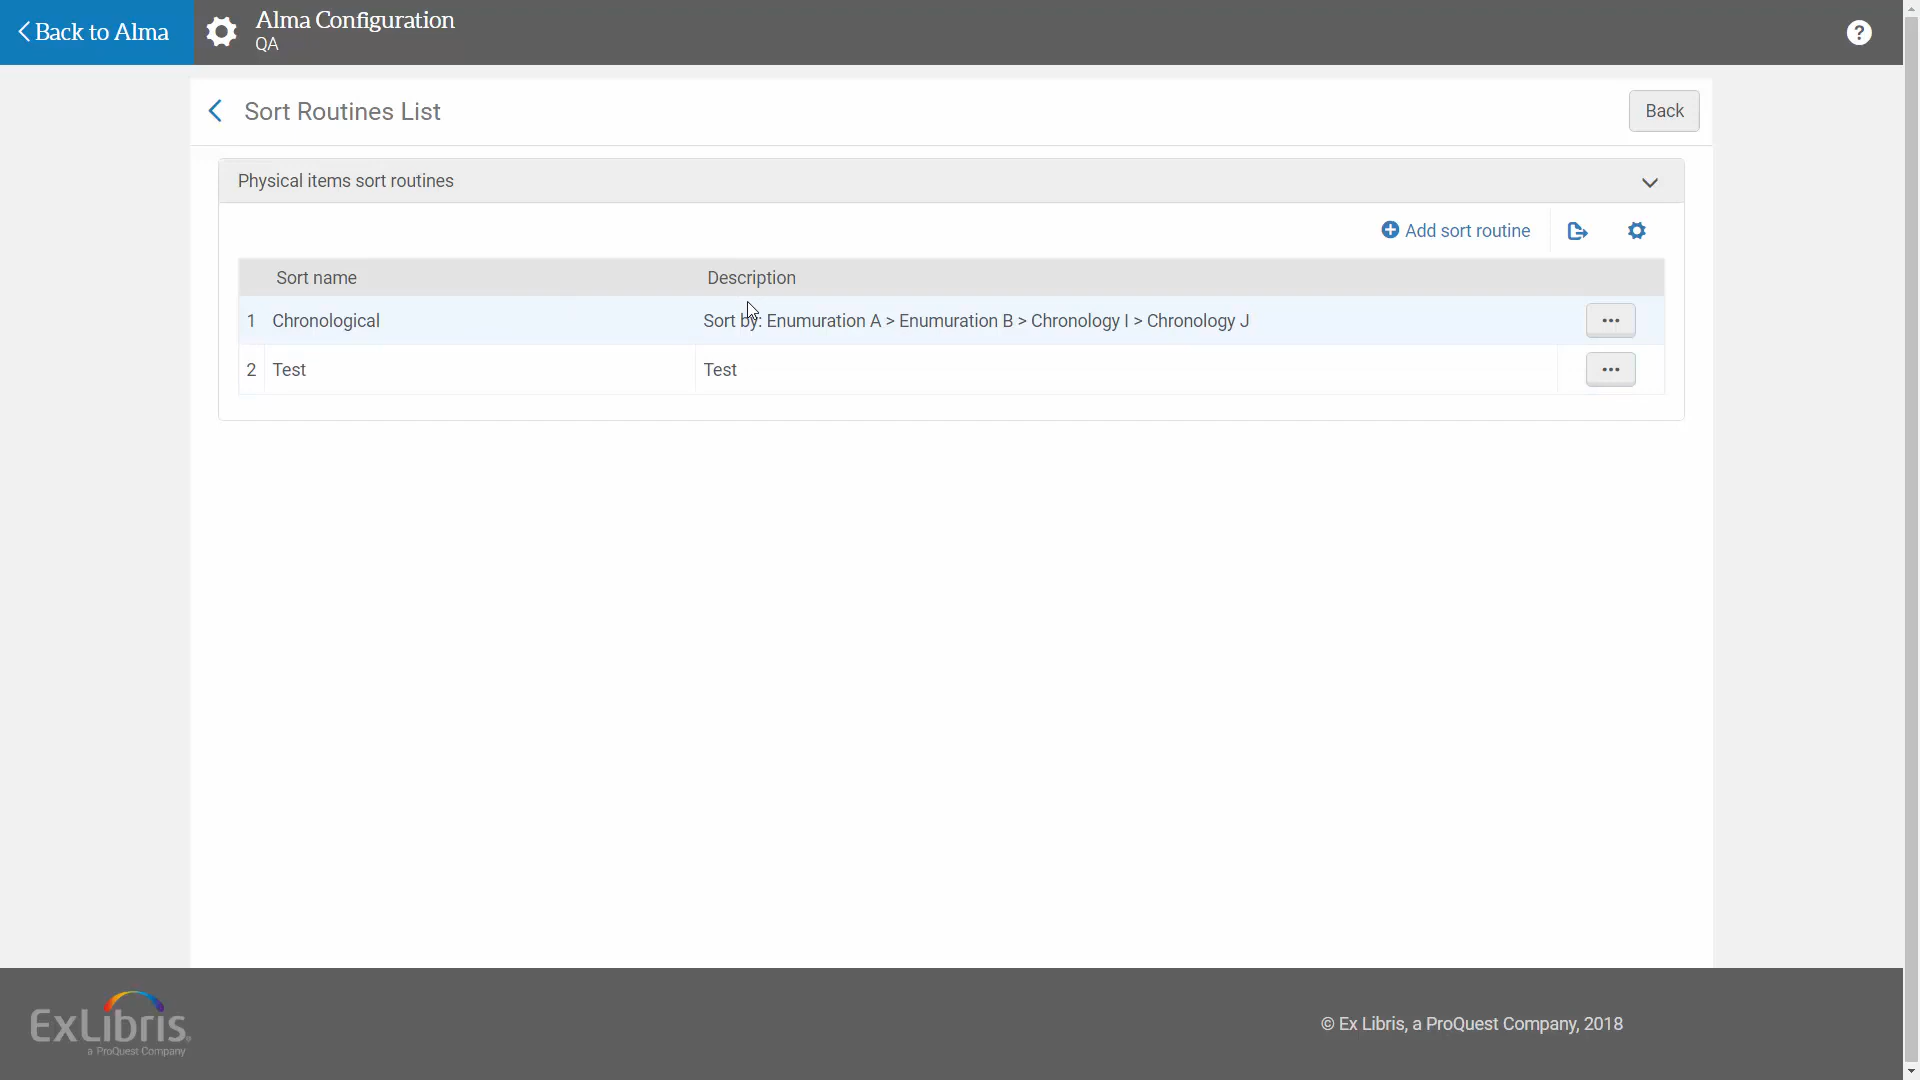 Back to Alma
Alma Configuration
QA
?
Sort Routines List
Back
Physical items sort routines
Add sort routine
Sort name Description
1 Chronological Sort by: Enumuration A > Enumuration B > Chronology I > Chronology J
2 Test Test
ExLibris
a ProQuest Company
© Ex Libris, a ProQuest Company, 2018